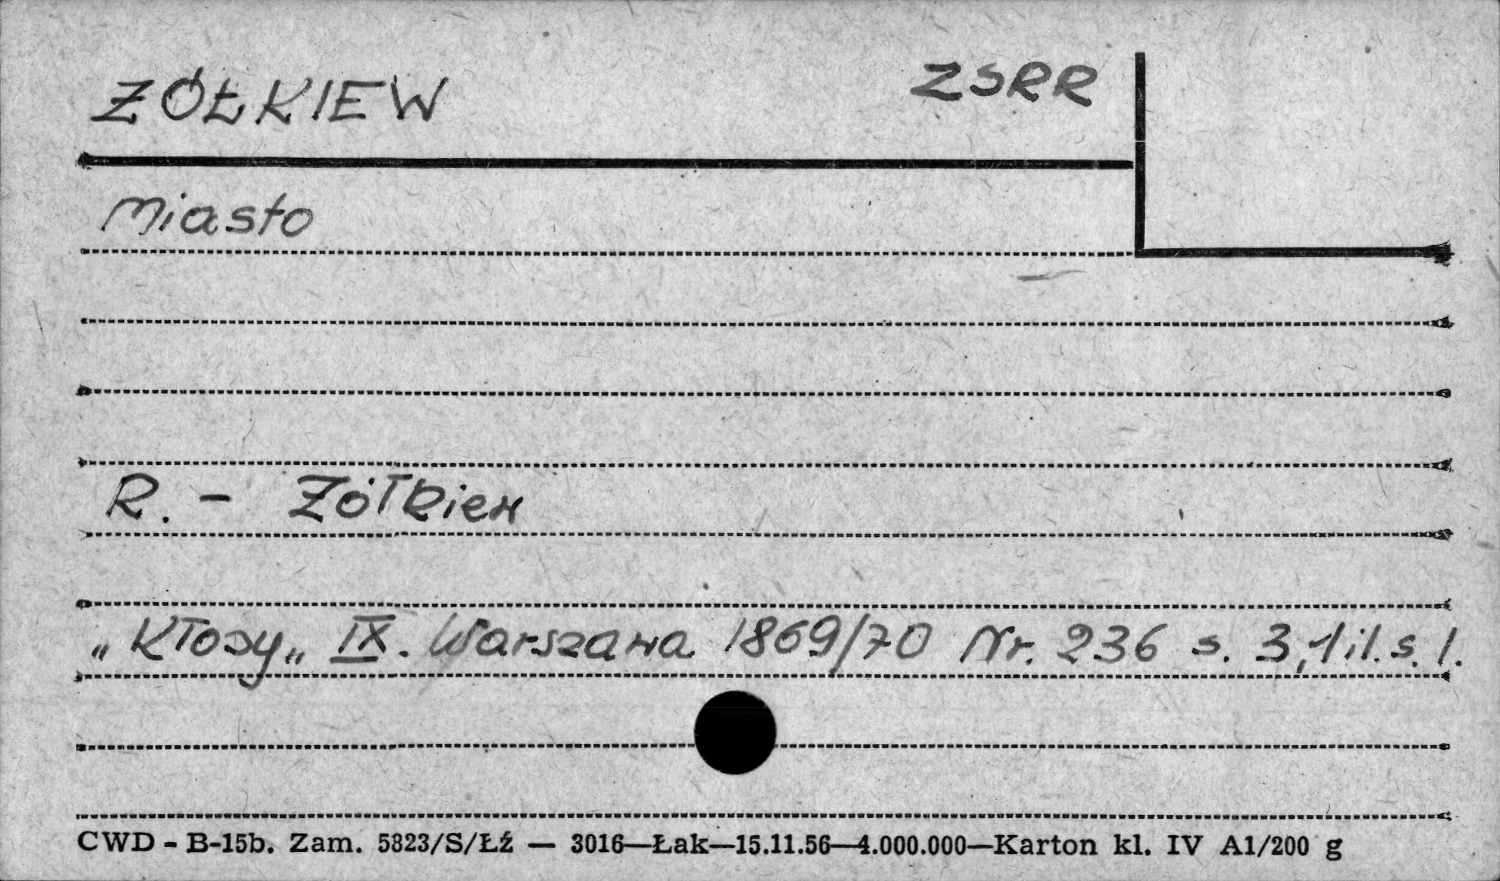 ŻÓŁKIEW ZSRR
miasto
R. - Żółkiew
„Kłosy„ IX. Warszawa 1869/70 Nr. 236 s. 3, 1 il. s. 1.
CWD - B-15b. Zam. 5823/S/Łź — 3016—Łak—15.11.56—4.000.000—Karton kl. IV A1/200 g